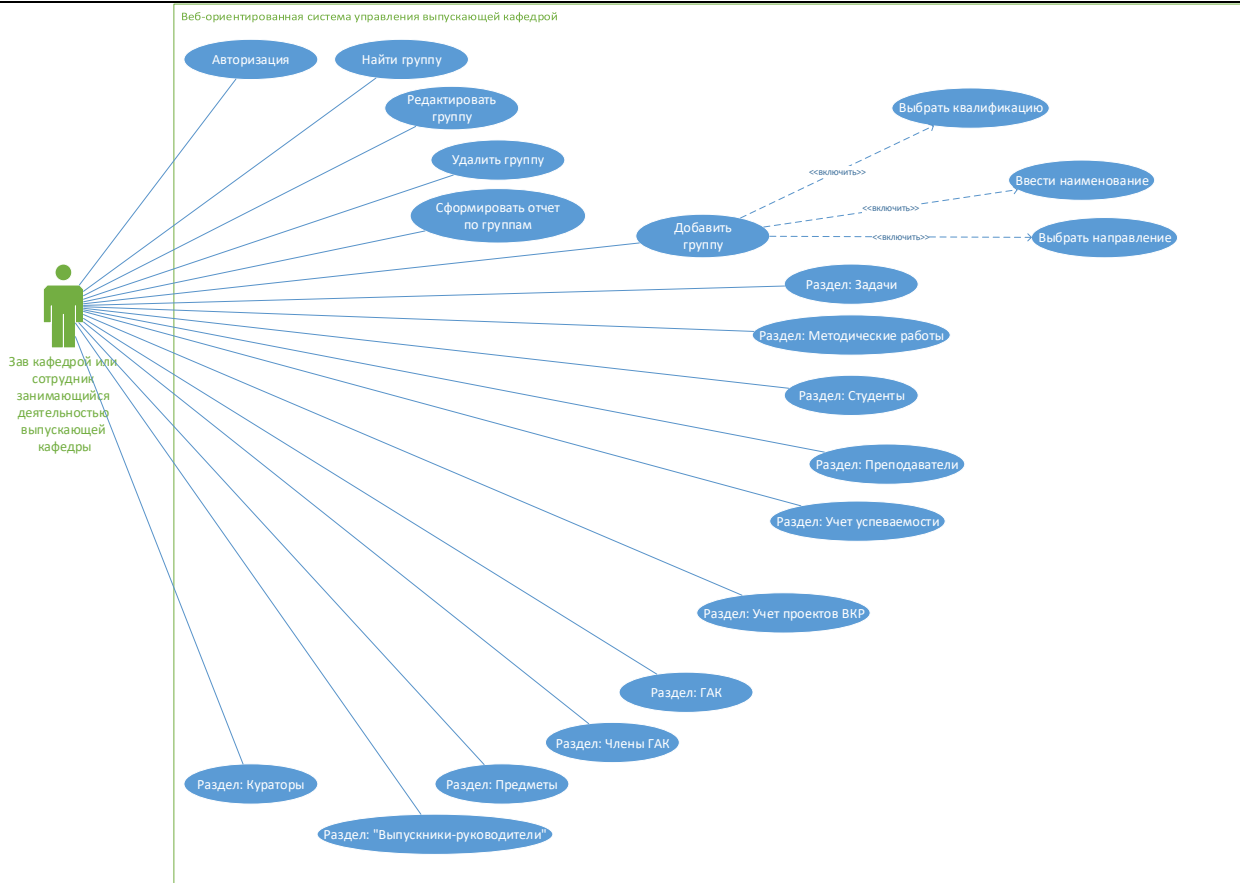 Веб-ориентированная система управления выпускающей кафедрой
Авторизация
Найти группу
Редактировать
группу
Выбрать квалификацию
Удалить группу
<<включить>>
Ввести наименование
Сформировать отчет
по группам
<<включить>>
Добавить
группу
<<включить>>
Выбрать направление
Раздел: Задачи
Раздел: Методические работы
Зав кафедрой или
сотрудник
занимающийся
деятельностью
выпускающей
кафедры
Раздел: Студенты
Раздел: Преподаватели
Раздел: Учет успеваемости
Раздел: Учет проектов ВКР
Раздел: ГАК
Раздел: Члены ГАК
Раздел: Кураторы
Раздел: Предметы
Раздел: "Выпускники-руководители"